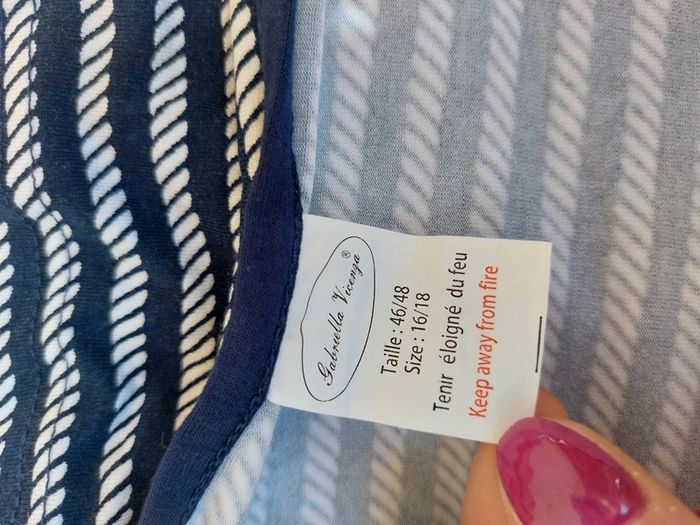 Gabriella Vicenza ®
Taille : 46/48
Size : 16/18
Tenir éloigné du feu
Keep away from fire